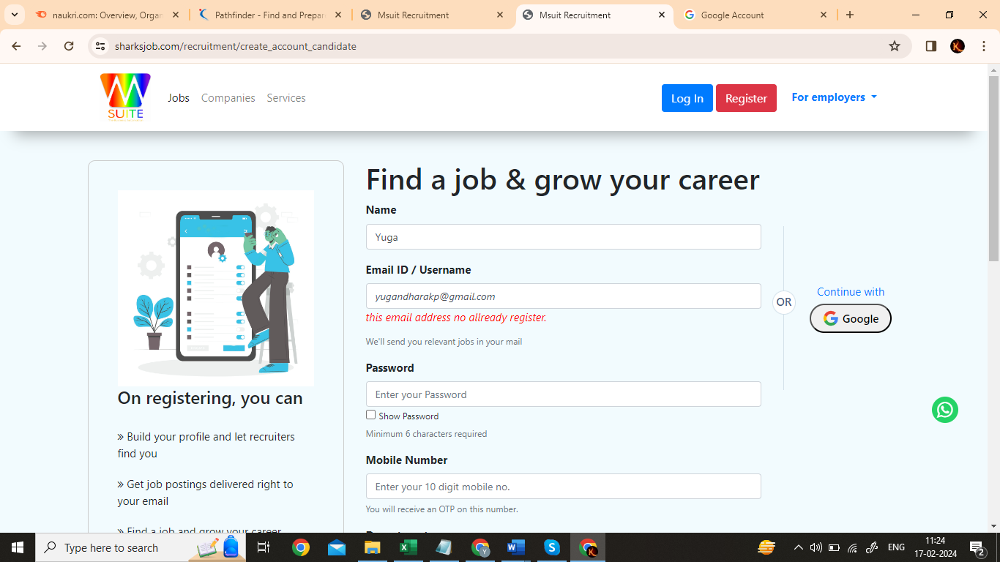 naukri.com: Overview, Organ
Pathfinder - Find and Prepar
Msuit Recruitment
Msuit Recruitment
Google Account
sharksjob.com/recruitment/create_account_candidate
SUITE
Jobs
Companies
Services
Log In
Register
For employers
Find a job & grow your career
Name
Yuga
Email ID / Username
yugandharakp@gmail.com
this email address no allready register.
We'll send you relevant jobs in your mail
Password
Enter your Password
Show Password
Minimum 6 characters required
Mobile Number
Enter your 10 digit mobile no.
You will receive an OTP on this number.
OR
Continue with
Google
On registering, you can
» Build your profile and let recruiters
find you
» Get job postings delivered right to
your email
» Find a job and grow your career
Type here to search
ENG
11:24
17-02-2024
2